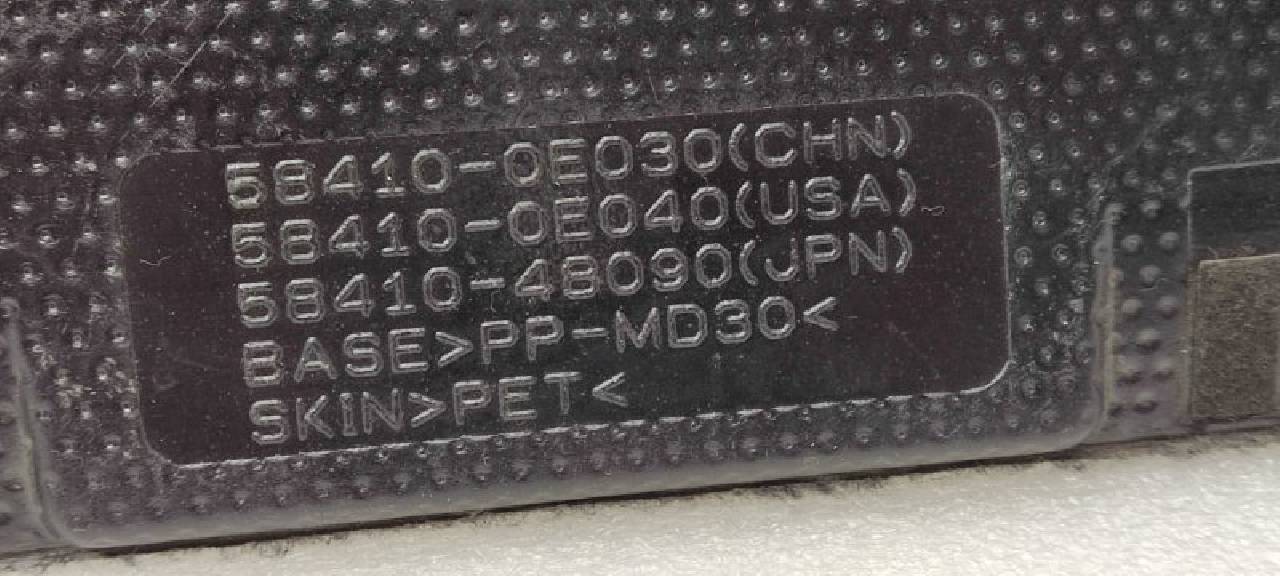 58410-0E030(CHN)
58410-0E040(USA)
58410-48090(JPN)
BASE>PP-MD30<
SKIN>PET<